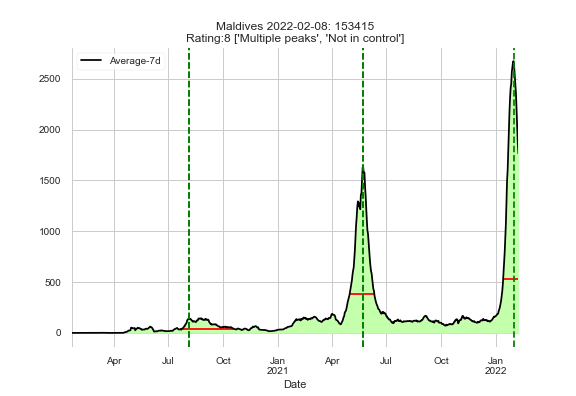 Maldives 2022-02-08: 153415
Rating:8 ['Multiple peaks', 'Not in control']
Average-7d
2500
2000
1500
1000
500
0
Apr Jul Oct Jan Apr Jul Oct Jan
2021 2022
Date